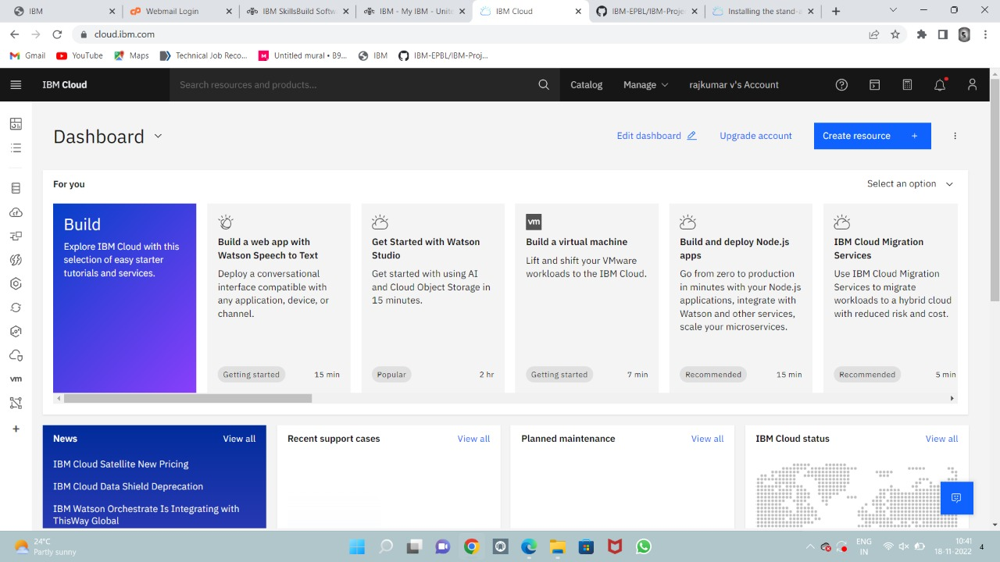 IBM
Webmail Login
IBM SkillsBuild Softw
IBM - My IBM - Unite
IBM Cloud
IBM-EPBL/IBM-Projec
Installing the stand-a
cloud.ibm.com
Gmail
YouTube
Maps
Technical Job Reco...
Untitled mural • B9...
IBM
IBM-EPBL/IBM-Proj...
IBM Cloud
Search resources and products...
Catalog
Manage
rajkumar v's Account
Dashboard
Edit dashboard
Upgrade account
Create resource +
For you
Select an option
Build
Explore IBM Cloud with this
selection of easy starter
tutorials and services.
Build a web app with
Watson Speech to Text
Deploy a conversational
interface compatible with
any application, device, or
channel.
Getting started 15 min
Get Started with Watson
Studio
Get started with using AI
and Cloud Object Storage in
15 minutes.
Popular 2 hr
vm
Build a virtual machine
Lift and shift your VMware
workloads to the IBM Cloud.
Getting started 7 min
Build and deploy Node.js
apps
Go from zero to production
in minutes with your Node.js
applications, integrate with
Watson and other services,
scale your microservices.
Recommended 15 min
IBM Cloud Migration
Services
Use IBM Cloud Migration
Services to migrate
workloads to a hybrid cloud
with reduced risk and cost.
Recommended 5 min
vm
News View all
IBM Cloud Satellite New Pricing
IBM Cloud Data Shield Deprecation
IBM Watson Orchestrate Is Integrating with
ThisWay Global
Recent support cases View all
Planned maintenance View all
IBM Cloud status View all
24°C
Partly sunny
ENG
IN
10:41
18-11-2022
4